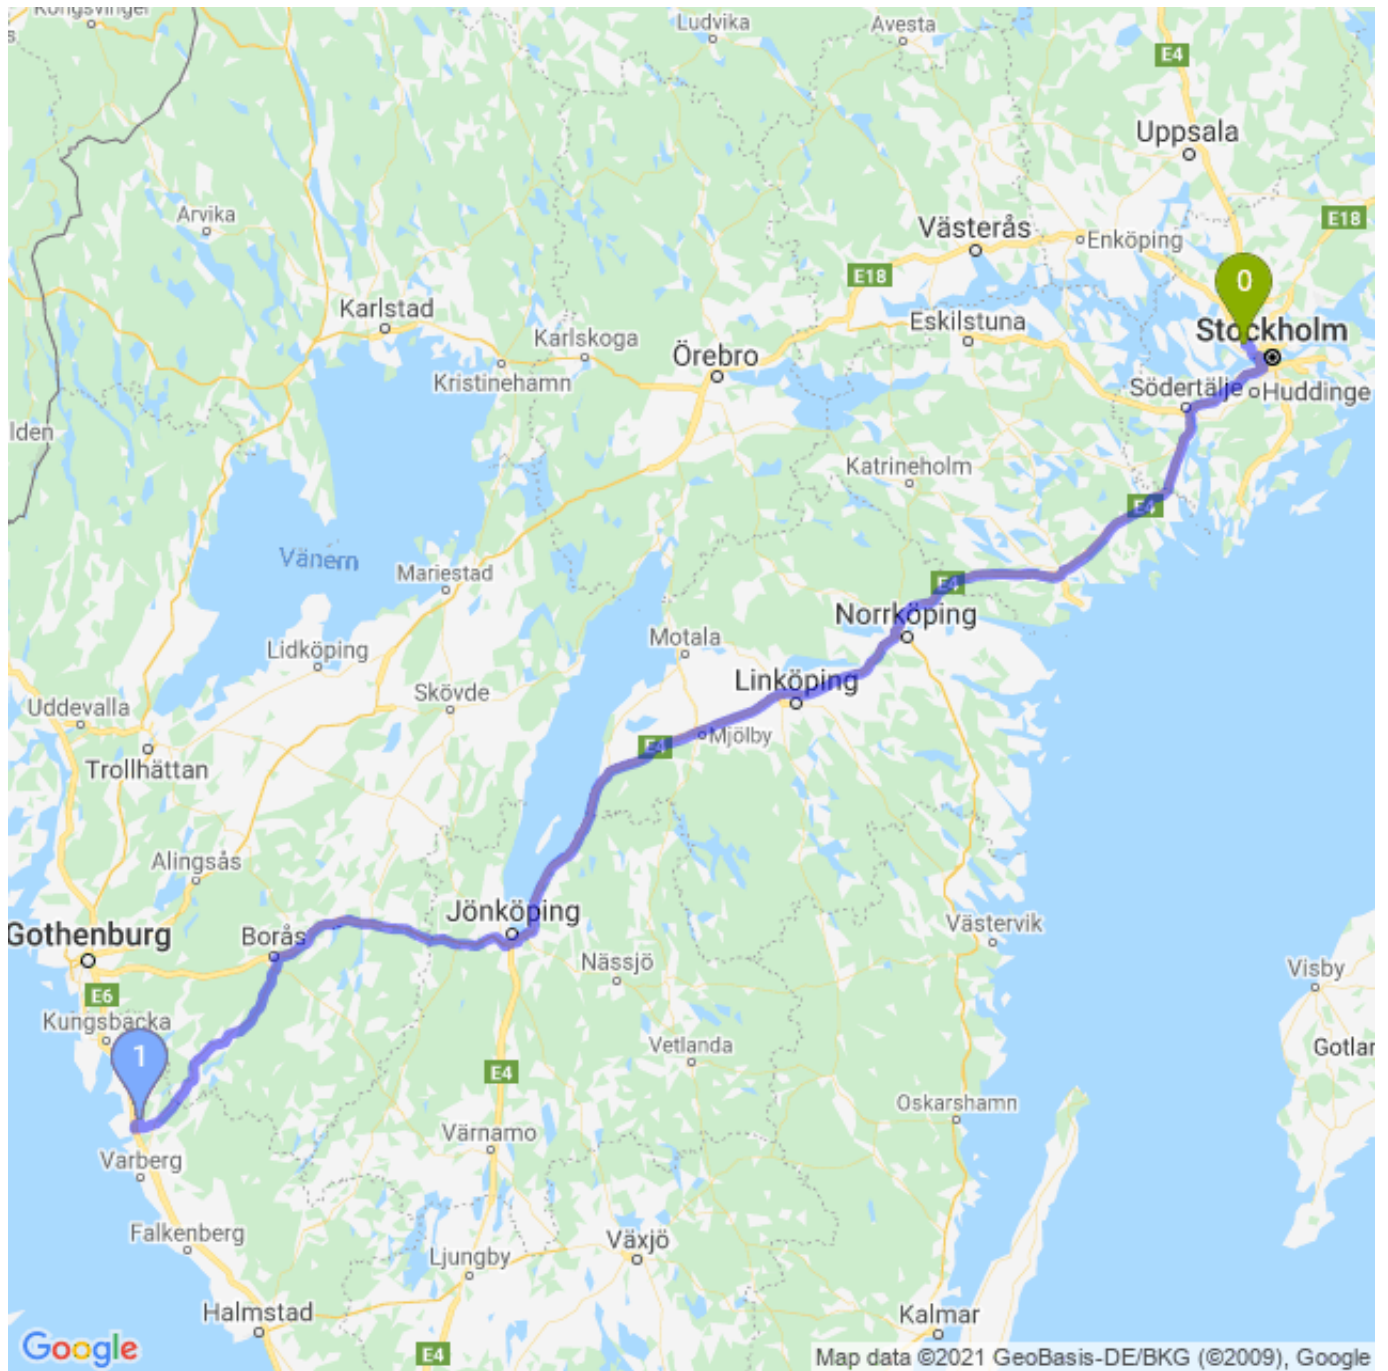 Kongsvinger
Ludvika
Avesta
E4
Uppsala
Arvika
Västerås
Enköping
E18
E18
0
Karlstad
Karlskoga
Eskilstuna
Stockholm
Örebro
Kristinehamn
Södertälje
Huddinge
lden
Katrineholm
E4
Vänern
Mariestad
E4
Norrköping
Motala
Lidköping
Linköping
Skövde
Uddevalla
Mjölby
E4
Trollhättan
Alingsås
Jönköping
Västervik
Gothenburg
Borås
Nässjö
Visby
E6
Kungsbacka
1
Vetlanda
Gotlar
E4
Oskarshamn
Värnamo
Varberg
Falkenberg
Växjö
Ljungby
Halmstad
Kalmar
Google
E4
Map data ©2021 GeoBasis-DE/BKG (©2009), Google